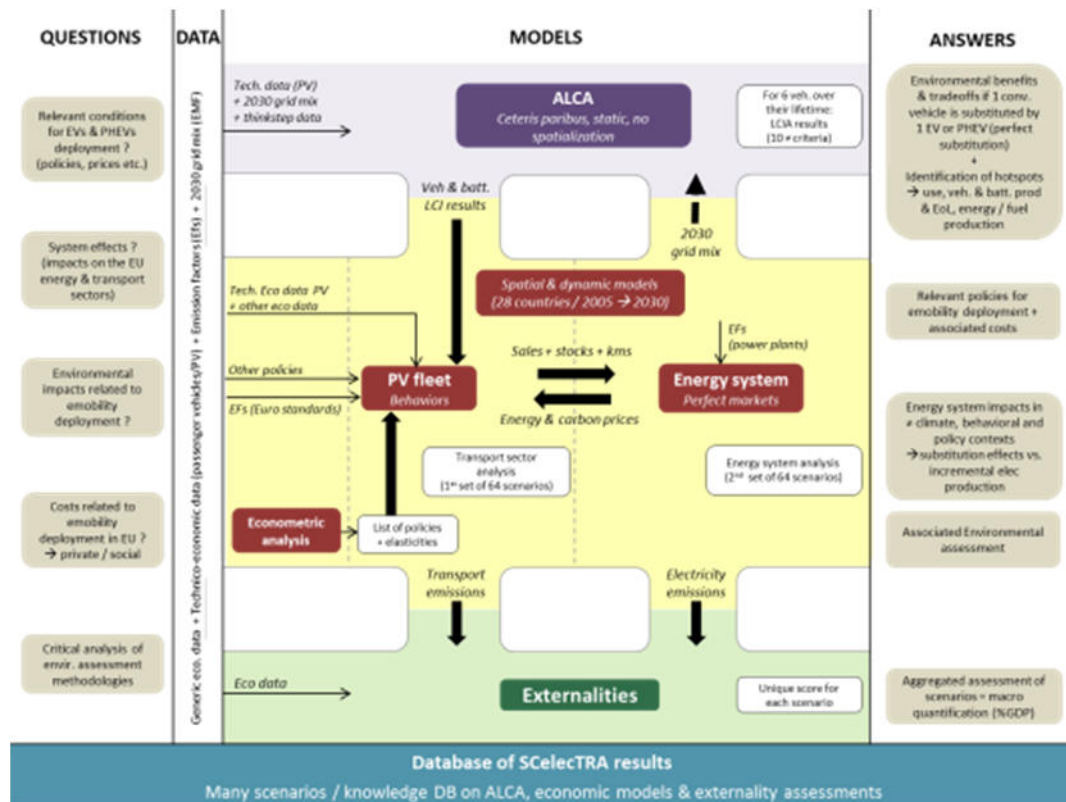 QUESTIONS
DATA
MODELS
ANSWERS
Relevant conditions
for EVs & PHEVs
deployment ?
(policies, prices etc.)
System effects ?
(impacts on the EU
energy & transport
sectors)
Environmental
impacts related to
emobility
deployment ?
Costs related to
emobility
deployment in EU ?
→ private / social
Critical analysis of
envir. assessment
methodologies
Generic eco. data + Technico-economic data (passenger vehicles/PV) + Emission factors (Efs) + 2030 grid mix (EMF)
Tech. data (PV)
+ 2030 grid mix
+ thinkstep data
ALCA
Ceteris paribus, static, no
spatialization
For 6 veh. over
their lifetime:
LCIA results
(10 ≠ criteria)
Veh & batt.
LCI results
2030
grid mix
Spatial & dynamic models
(28 countries / 2005 → 2030)
Tech. Eco data PV
+ other eco data
EFs
(power plants)
Sales + stocks + kms
Other policies
PV fleet
Behaviors
Energy system
Perfect markets
EFs (Euro standards)
Energy & carbon prices
Transport sector
analysis
(1st set of 64 scenarios)
Energy system analysis
(2nd set of 64 scenarios)
Econometric
analysis
List of policies
+ elasticities
Transport
emissions
Electricity
emissions
Eco data
Externalities
Unique score for
each scenario
Environmental benefits
& tradeoffs if 1 conv.
vehicle is substituted by
1 EV or PHEV (perfect
substitution)
+
Identification of hotspots
→ use, veh. & batt. prod
& EoL, energy / fuel
production
Relevant policies for
emobility deployment +
associated costs
Energy system impacts in
≠ climate, behavioral and
policy contexts
→substitution effects vs.
incremental elec
production
Associated Environmental
assessment
Aggregated assessment of
scenarios = macro
quantification (%GDP)
Database of SCelecTRA results
Many scenarios / knowledge DB on ALCA, economic models & externality assessments